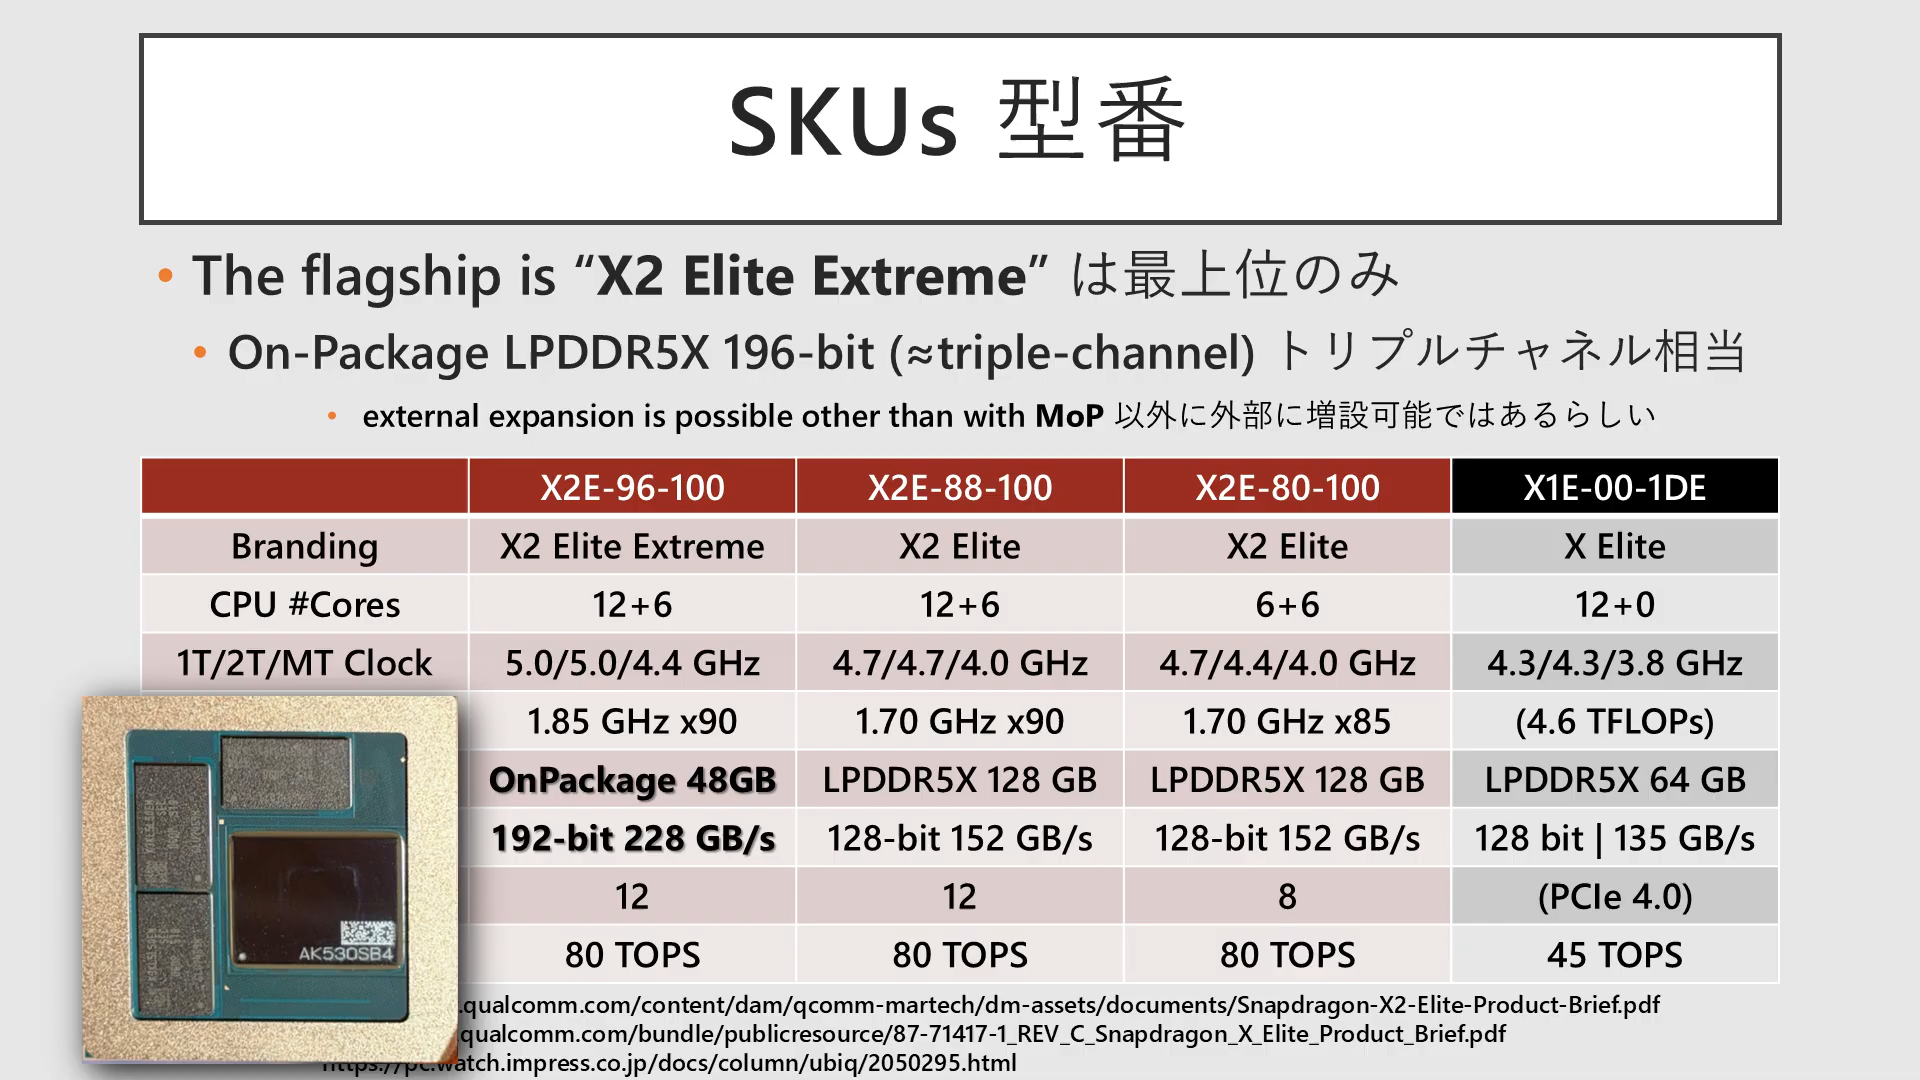 SKUs 型番
• The flagship is “X2 Elite Extreme” は最上位のみ
• On-Package LPDDR5X 196-bit (≈triple-channel) トリプルチャネル相当
• external expansion is possible other than with MoP 以外に外部に増設可能ではあるらしい
X2E-96-100 X2E-88-100 X2E-80-100 X1E-00-1DE
Branding X2 Elite Extreme X2 Elite X2 Elite X Elite
CPU #Cores 12+6 12+6 6+6 12+0
1T/2T/MT Clock 5.0/5.0/4.4 GHz 4.7/4.7/4.0 GHz 4.7/4.4/4.0 GHz 4.3/4.3/3.8 GHz
1.85 GHz x90 1.70 GHz x90 1.70 GHz x85 (4.6 TFLOPs)
OnPackage 48GB LPDDR5X 128 GB LPDDR5X 128 GB LPDDR5X 64 GB
192-bit 228 GB/s 128-bit 152 GB/s 128-bit 152 GB/s 128 bit | 135 GB/s
12 12 8 (PCIe 4.0)
80 TOPS 80 TOPS 80 TOPS 45 TOPS
AK530SB4
.qualcomm.com/content/dam/qcomm-martech/dm-assets/documents/Snapdragon-X2-Elite-Product-Brief.pdf
.qualcomm.com/bundle/publicresource/87-71417-1_REV_C_Snapdragon_X_Elite_Product_Brief.pdf
https://pc.watch.impress.co.jp/docs/column/ubiq/2050295.html